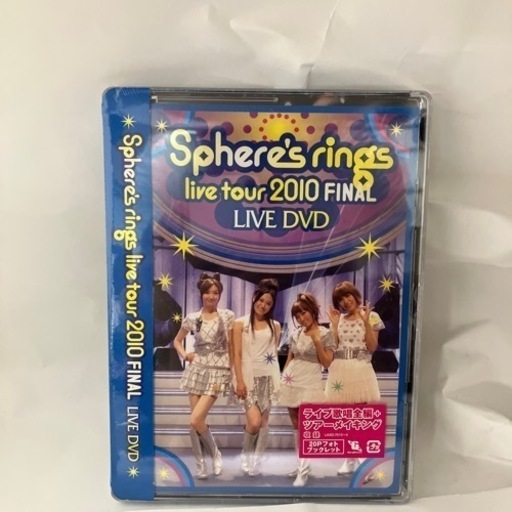 Sphere's rings
live tour 2010 FINAL
LIVE DVD
Sphere's rings live tour 2010 FINAL LIVE DVD
ライブ歌唱全編+
ツアーメイキング
収録
20Pフォト
ブックレット